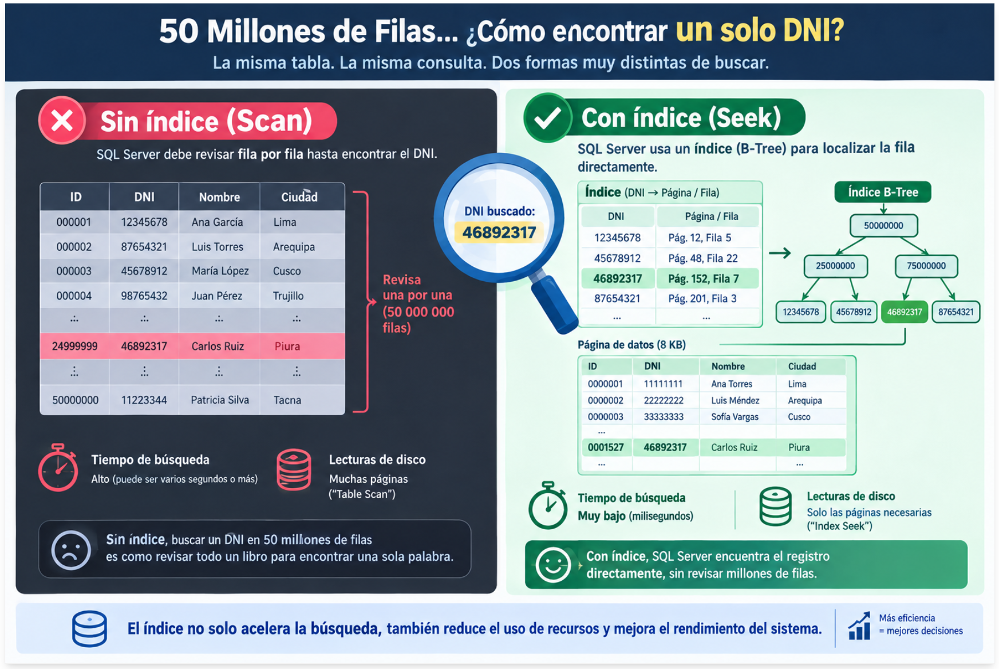 50 Millones de Filas... ¿Cómo encontrar un solo DNI?
La misma tabla. La misma consulta. Dos formas muy distintas de buscar.
Sin índice (Scan)
SQL Server debe revisar fila por fila hasta encontrar el DNI.
ID DNI Nombre Ciudad
000001 12345678 Ana García Lima
000002 87654321 Luis Torres Arequipa
000003 45678912 María López Cusco
000004 98765432 Juan Pérez Trujillo
24999999 46892317 Carlos Ruiz Piura
50000000 11223344 Patricia Silva Tacna
Revisa
una por una
(50 000 000
filas)
Tiempo de búsqueda
Alto (puede ser varios segundos o más)
Lecturas de disco
Muchas páginas
(“Table Scan”)
Sin índice, buscar un DNI en 50 millones de filas
es como revisar todo un libro para encontrar una sola palabra.
DNI buscado:
46892317
Con índice (Seek)
SQL Server usa un índice (B-Tree) para localizar la fila
directamente.
Índice (DNI → Página / Fila)
DNI Página / Fila
12345678 Pág. 12, Fila 5
45678912 Pág. 48, Fila 22
46892317 Pág. 152, Fila 7
87654321 Pág. 201, Fila 3
... ...
Índice B-Tree
50000000
25000000 75000000
12345678 45678912 46892317 87654321
Página de datos (8 KB)
ID DNI Nombre Ciudad
0000001 11111111 Ana Torres Lima
0000002 22222222 Luis Méndez Arequipa
0000003 33333333 Sofía Vargas Cusco
...
0001527 46892317 Carlos Ruiz Piura
... ...
Tiempo de búsqueda
Muy bajo (milisegundos)
Lecturas de disco
Solo las páginas necesarias
(“Index Seek”)
Con índice, SQL Server encuentra el registro
directamente, sin revisar millones de filas.
El índice no solo acelera la búsqueda, también reduce el uso de recursos y mejora el rendimiento del sistema.
Más eficiencia
= mejores decisiones